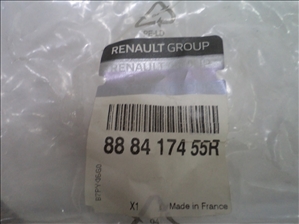 RENAULT GROUP
RENAULT
88 84 174 55R
X1
Made in France